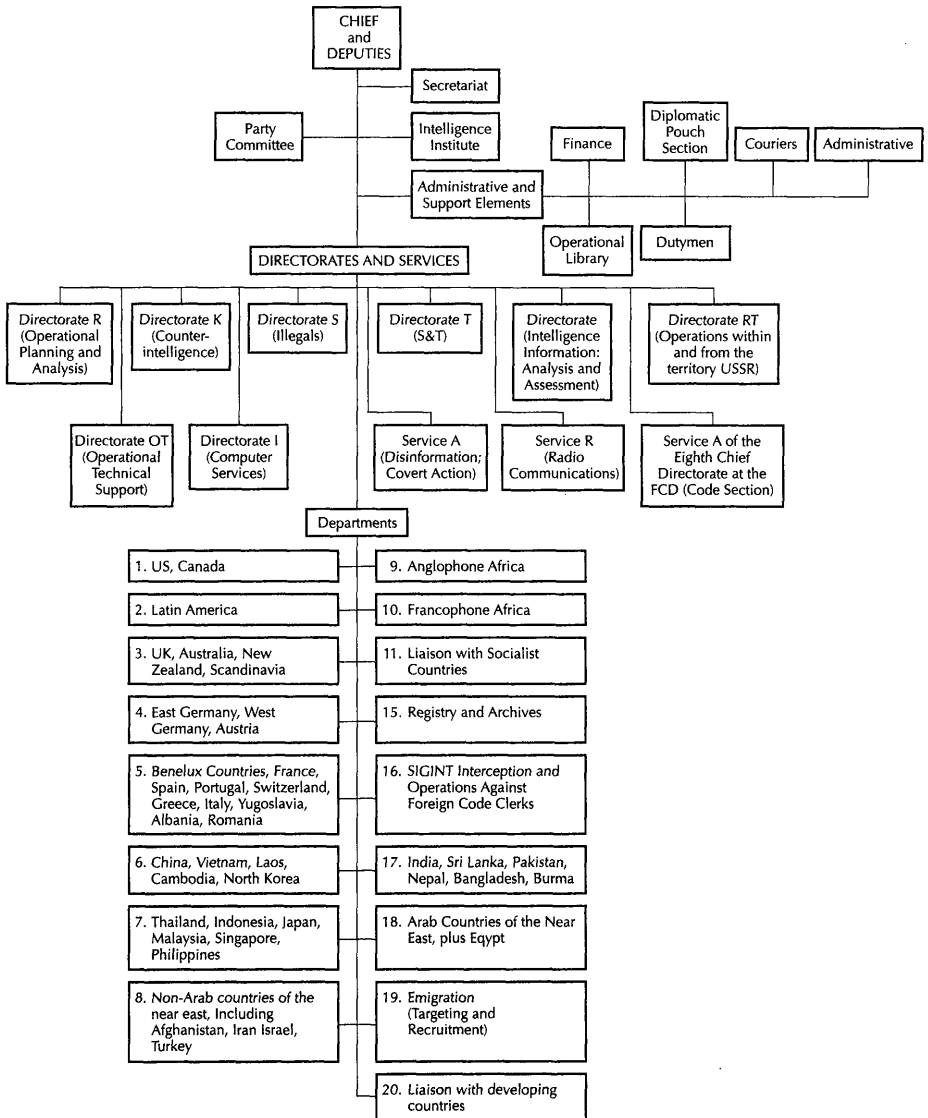 CHIEF
and
DEPUTIES
Secretariat
Party
Committee
Intelligence
Institute
Finance
Diplomatic
Pouch
Section
Couriers
Administrative
Administrative and
Support Elements
Operational
Library
Dutymen
DIRECTORATES AND SERVICES
Directorate R
(Operational
Planning and
Analysis)
Directorate K
(Counter-
intelligence)
Directorate S
(Illegals)
Directorate T
(S&T)
Directorate
(Intelligence
Information:
Analysis and
Assessment)
Directorate RT
(Operations within
and from the
territory USSR)
Directorate OT
(Operational
Technical
Support)
Directorate I
(Computer
Services)
Service A
(Disinformation;
Covert Action)
Service R
(Radio
Communications)
Service A of the
Eighth Chief
Directorate at the
FCD (Code Section)
Departments
1. US, Canada
2. Latin America
3. UK, Australia, New
Zealand, Scandinavia
4. East Germany, West
Germany, Austria
5. Benelux Countries, France,
Spain, Portugal, Switzerland,
Greece, Italy, Yugoslavia,
Albania, Romania
6. China, Vietnam, Laos,
Cambodia, North Korea
7. Thailand, Indonesia, Japan,
Malaysia, Singapore,
Philippines
8. Non-Arab countries of the
near east, Including
Afghanistan, Iran Israel,
Turkey
9. Anglophone Africa
10. Francophone Africa
11. Liaison with Socialist
Countries
15. Registry and Archives
16. SIGINT Interception and
Operations Against
Foreign Code Clerks
17. India, Sri Lanka, Pakistan,
Nepal, Bangladesh, Burma
18. Arab Countries of the Near
East, plus Eqypt
19. Emigration
(Targeting and
Recruitment)
20. Liaison with developing
countries